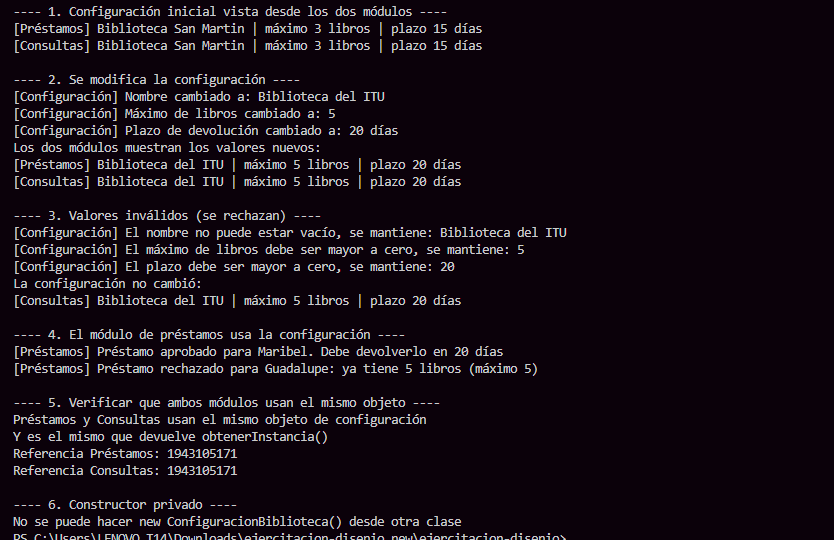 ---- 1. Configuración inicial vista desde los dos módulos ----
[Préstamos] Biblioteca San Martin | máximo 3 libros | plazo 15 días
[Consultas] Biblioteca San Martin | máximo 3 libros | plazo 15 días
---- 2. Se modifica la configuración ----
[Configuración] Nombre cambiado a: Biblioteca del ITU
[Configuración] Máximo de libros cambiado a: 5
[Configuración] Plazo de devolución cambiado a: 20 días
Los dos módulos muestran los valores nuevos:
[Préstamos] Biblioteca del ITU | máximo 5 libros | plazo 20 días
[Consultas] Biblioteca del ITU | máximo 5 libros | plazo 20 días
---- 3. Valores inválidos (se rechazan) ----
[Configuración] El nombre no puede estar vacío, se mantiene: Biblioteca del ITU
[Configuración] El máximo de libros debe ser mayor a cero, se mantiene: 5
[Configuración] El plazo debe ser mayor a cero, se mantiene: 20
La configuración no cambió:
[Consultas] Biblioteca del ITU | máximo 5 libros | plazo 20 días
---- 4. El módulo de préstamos usa la configuración ----
[Préstamos] Préstamo aprobado para Maribel. Debe devolverlo en 20 días
[Préstamos] Préstamo rechazado para Guadalupe: ya tiene 5 libros (máximo 5)
---- 5. Verificar que ambos módulos usan el mismo objeto ----
Préstamos y Consultas usan el mismo objeto de configuración
Y es el mismo que devuelve obtenerInstancia()
Referencia Préstamos: 1943105171
Referencia Consultas: 1943105171
---- 6. Constructor privado ----
No se puede hacer new ConfiguracionBiblioteca() desde otra clase
PS C:\Users\LENOVO T14\Downloads\ejercitacion-disenio new\ejercitacion-disenio>